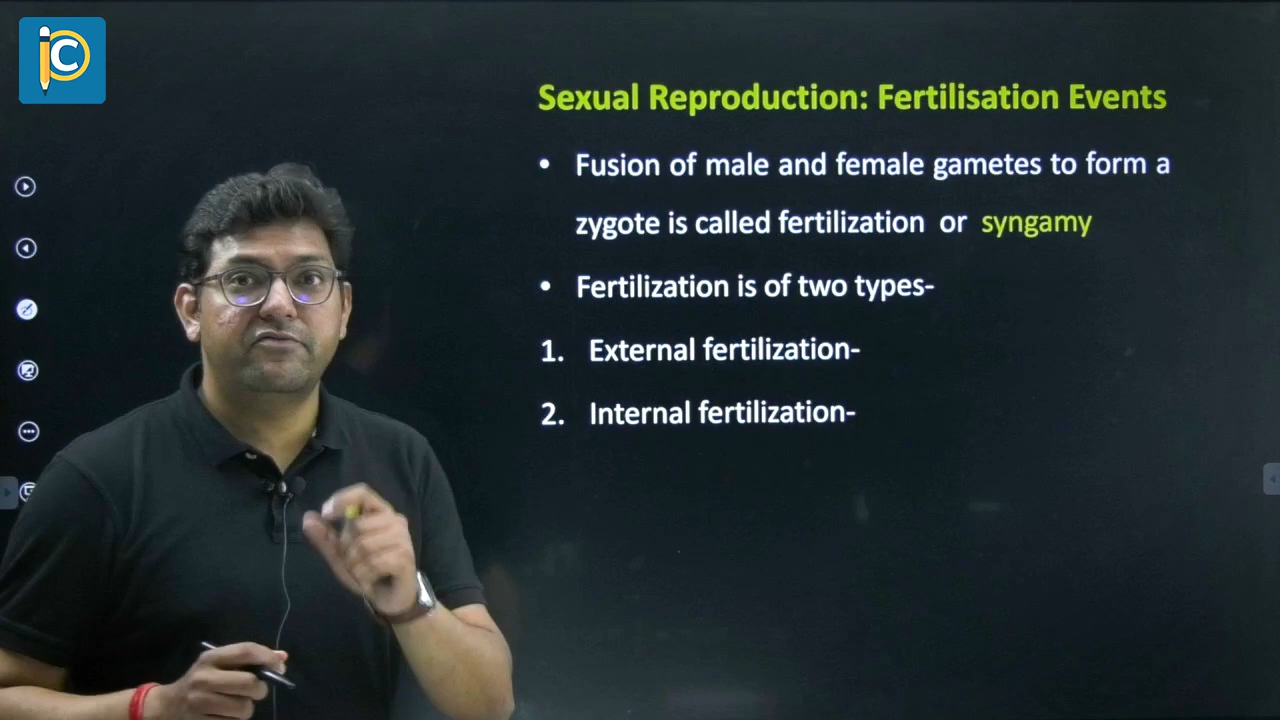 C
Sexual Reproduction: Fertilisation Events
• Fusion of male and female gametes to form a
zygote is called fertilization or syngamy
• Fertilization is of two types-
1. External fertilization-
2. Internal fertilization-